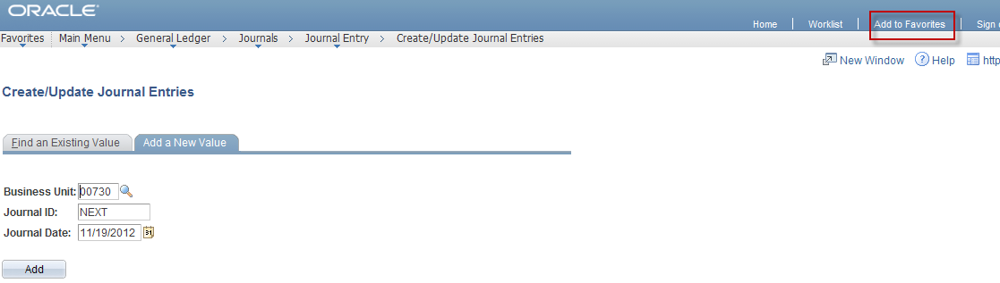 ORACLE
Home Worklist Add to Favorites Sign
Favorites Main Menu > General Ledger > Journals > Journal Entry > Create/Update Journal Entries
New Window ? Help http
Create/Update Journal Entries
Find an Existing Value Add a New Value
Business Unit: 00730
Journal ID: NEXT
Journal Date: 11/19/2012 31
Add